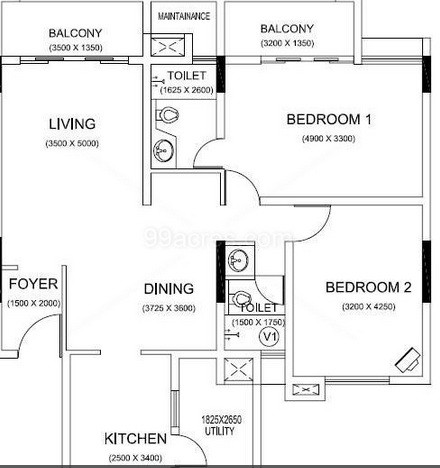 MAINTAINANCE
BALCONY
(3500 X 1350)
BALCONY
(3200 X 1350)
TOILET
(1625 X 2600)
LIVING
(3500 X 5000)
BEDROOM 1
(4900 X 3300)
99acres.com
FOYER
(1500 X 2000)
DINING
(3725 X 3600)
BEDROOM 2
(3200 X 4250)
TOILET
(1500 X 1750)
V1
1825X2650
UTILITY
KITCHEN
(2500 X 3400)